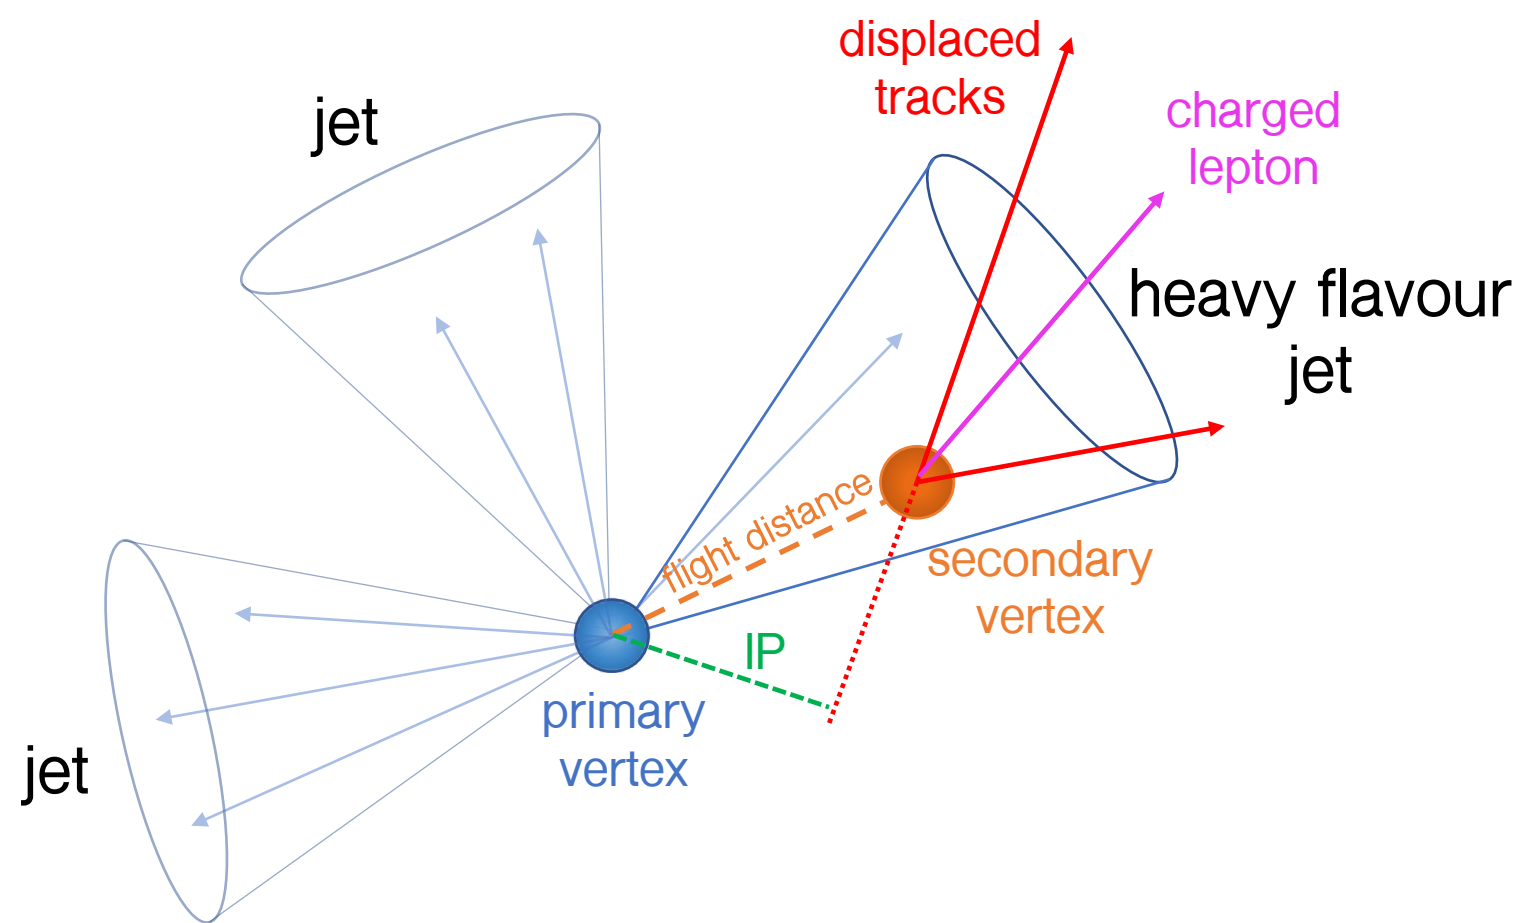 displaced
tracks
charged
lepton
jet
heavy flavour
jet
flight distance
secondary
vertex
IP
primary
vertex
jet